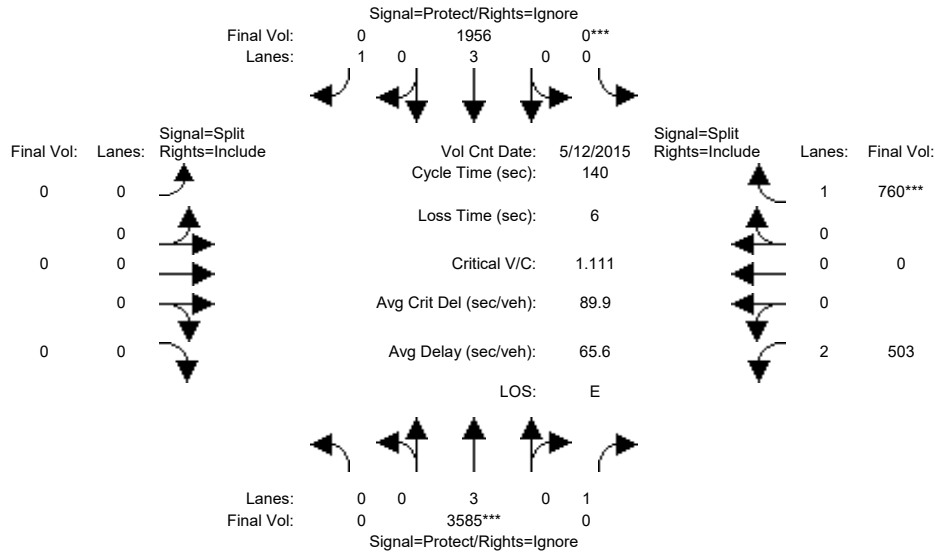 Signal=Protect/Rights=Ignore
Final Vol: 0 1956 0***
Lanes: 1 0 3 0 0
Signal=Split Signal=Split
Final Vol: Lanes: Rights=Include Vol Cnt Date: 5/12/2015 Rights=Include Lanes: Final Vol:
Cycle Time (sec): 140
0 0 1 760***
Loss Time (sec): 6
0 0
0 0 Critical V/C: 1.111 0 0
0 Avg Crit Del (sec/veh): 89.9 0
0 0 Avg Delay (sec/veh): 65.6 2 503
LOS: E
Lanes: 0 0 3 0 1
Final Vol: 0 3585*** 0
Signal=Protect/Rights=Ignore